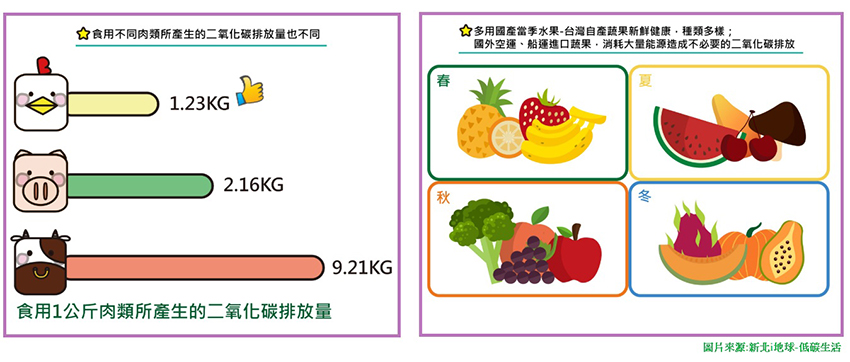 食用不同肉類所產生的二氧化碳排放量也不同
1.23KG
2.16KG
9.21KG
食用1公斤肉類所產生的二氧化碳排放量
多用國產當季水果-台灣自產蔬果新鮮健康，種類多樣；
國外空運、船運進口蔬果，消耗大量能源造成不必要的二氧化碳排放
春
夏
秋
冬
圖片來源:新北i地球-低碳生活